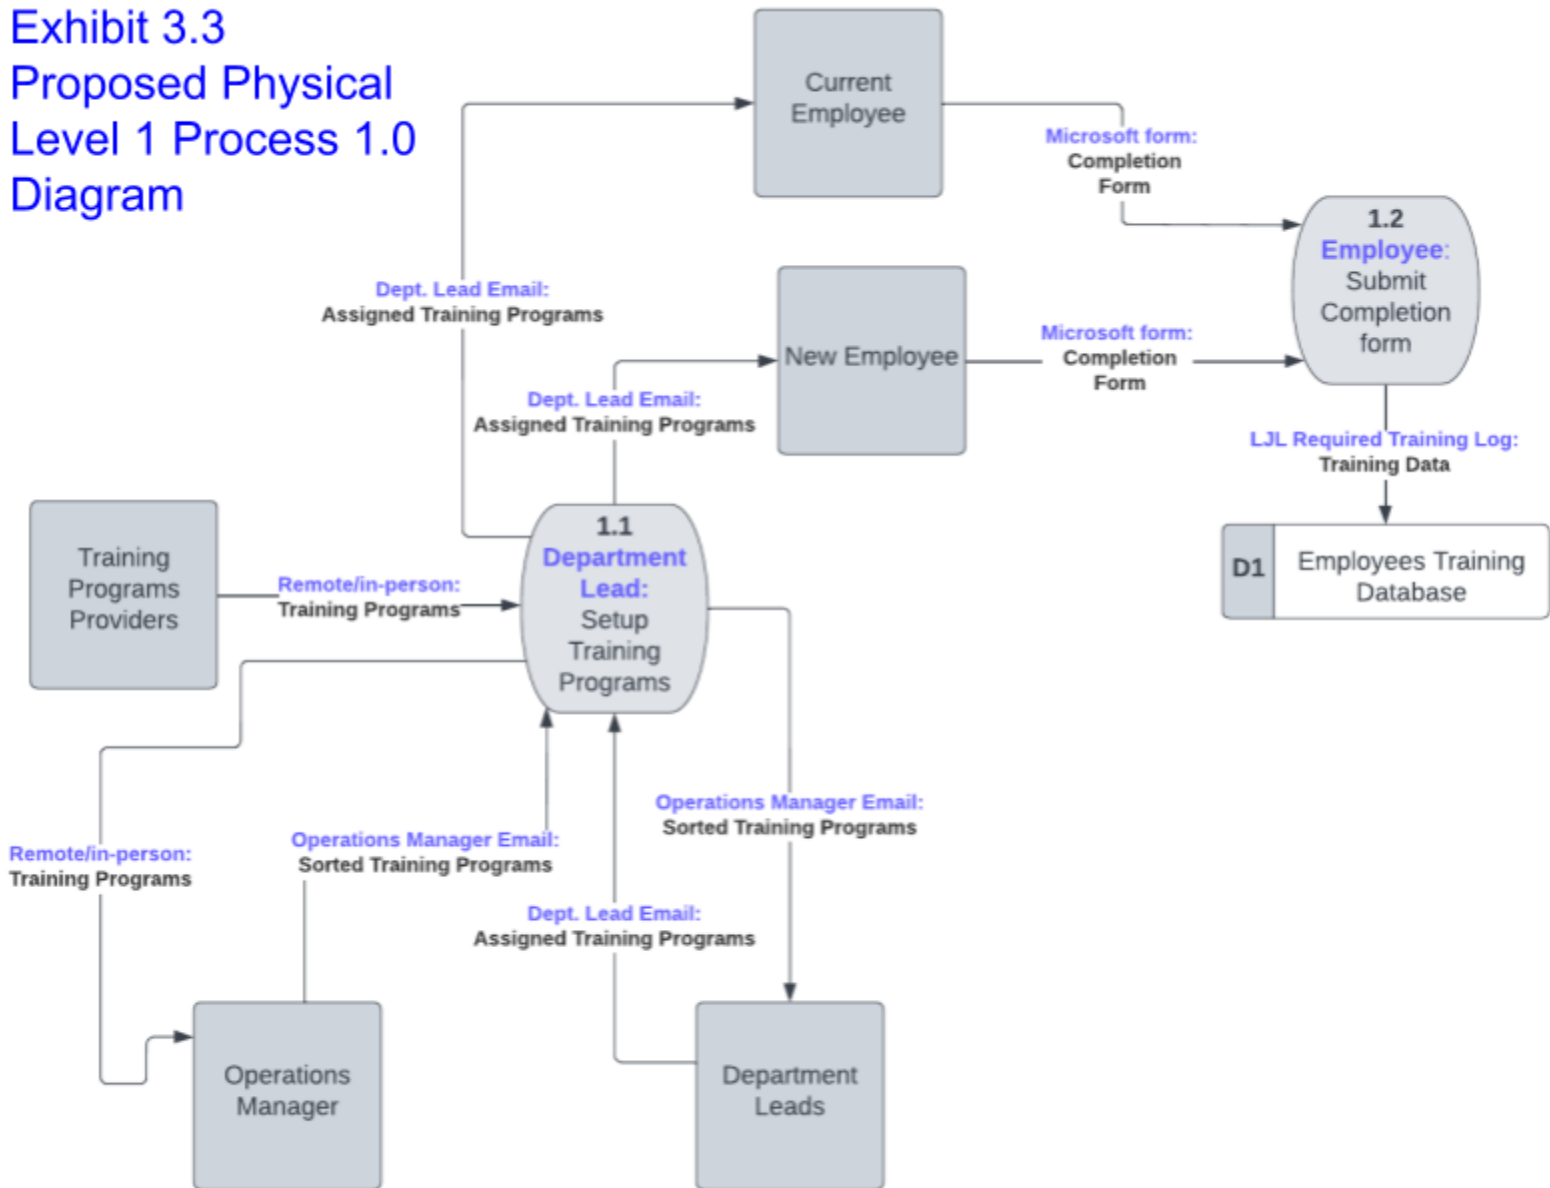 Exhibit 3.3
Proposed Physical
Level 1 Process 1.0
Diagram
Current
Employee
Microsoft form:
Completion
Form
1.2
Employee:
Submit
Completion
form
Dept. Lead Email:
Assigned Training Programs
New Employee
Microsoft form:
Completion
Form
Dept. Lead Email:
Assigned Training Programs
LJL Required Training Log:
Training Data
D1
Employees Training
Database
Training
Programs
Providers
Remote/in-person:
Training Programs
1.1
Department
Lead:
Setup
Training
Programs
Operations Manager Email:
Sorted Training Programs
Operations Manager Email:
Sorted Training Programs
Remote/in-person:
Training Programs
Dept. Lead Email:
Assigned Training Programs
Operations
Manager
Department
Leads